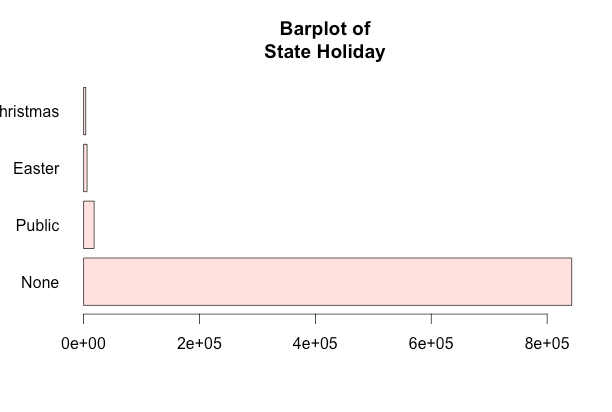 Barplot of
State Holiday
hristmas
Easter
Public
None
0e+00 2e+05 4e+05 6e+05 8e+05